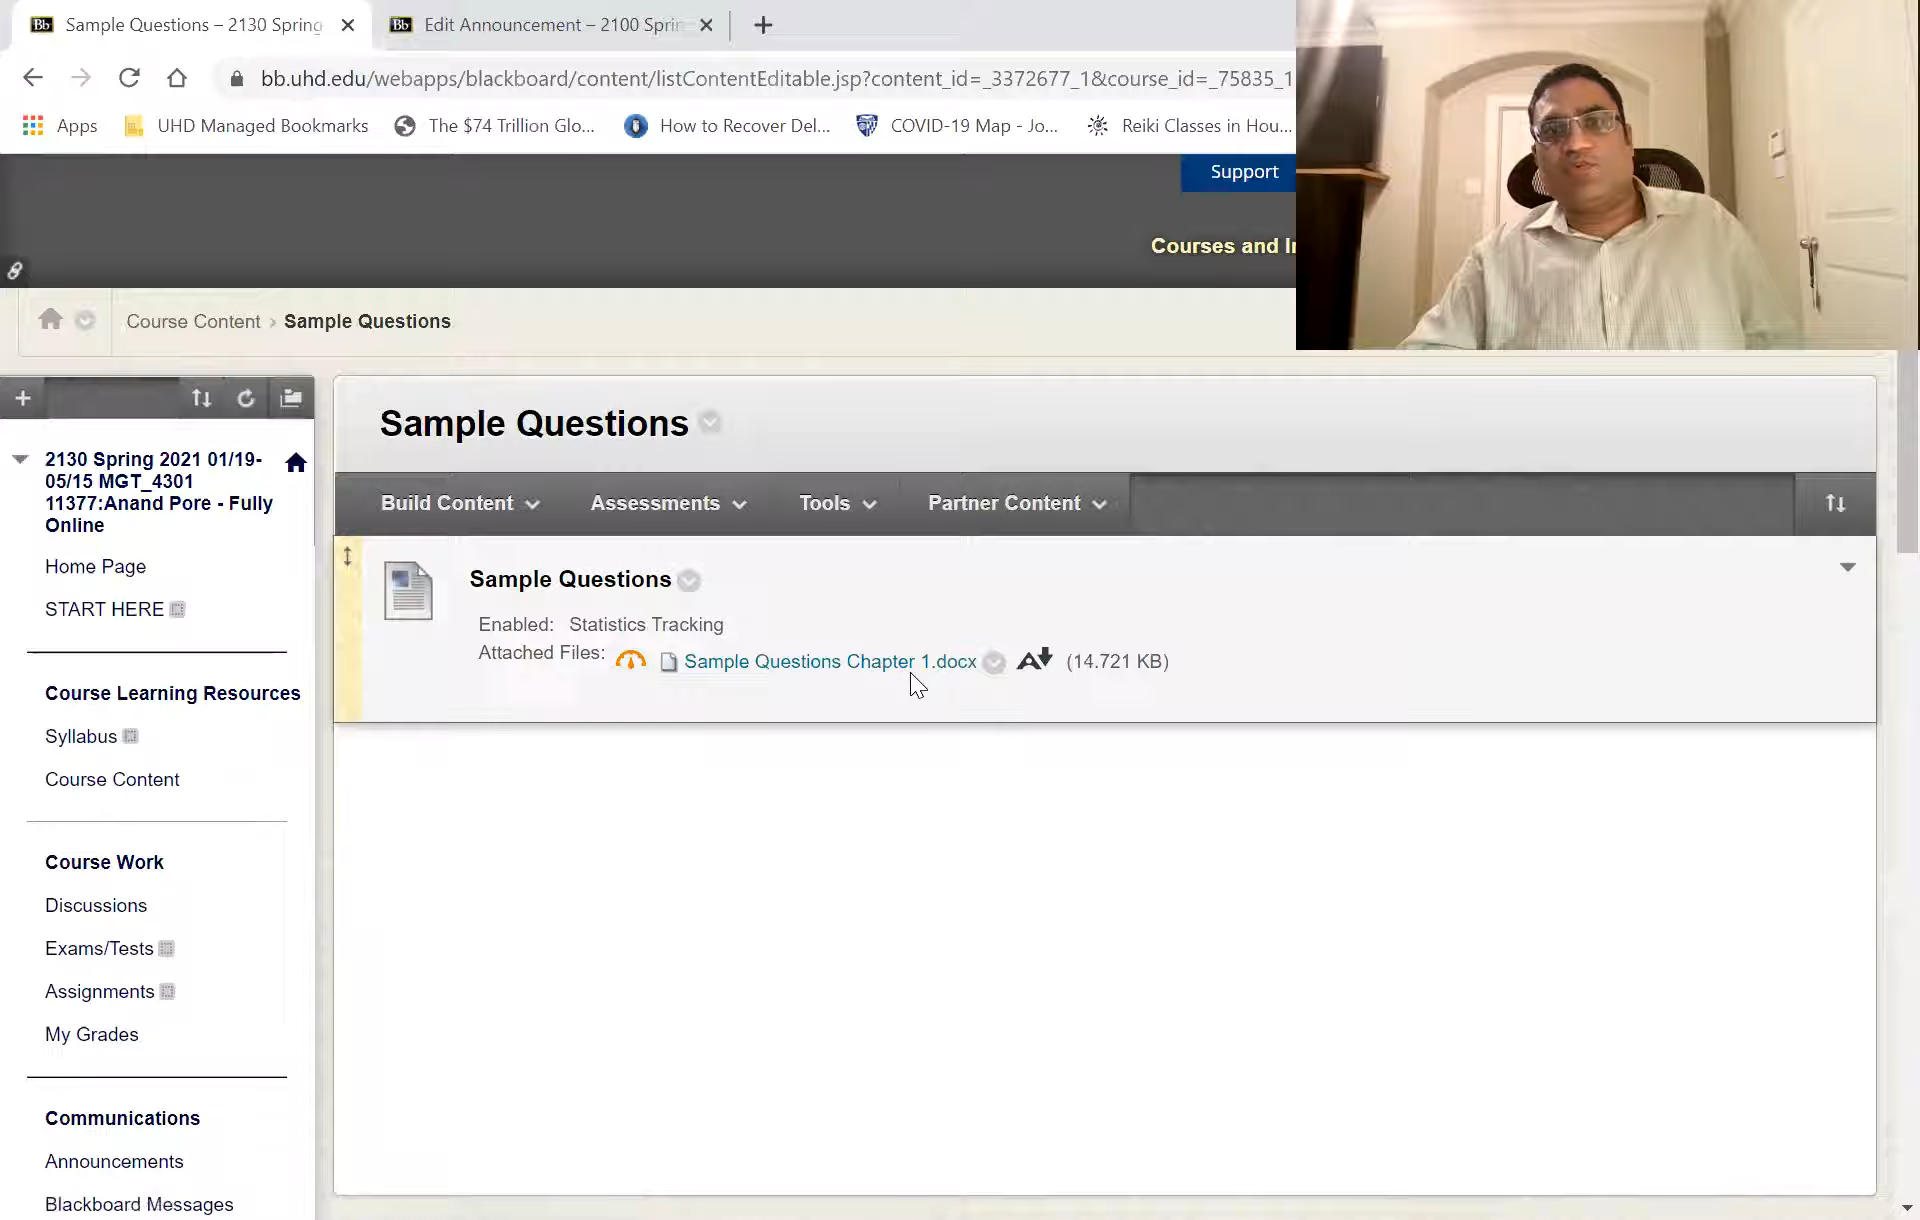 Bb Sample Questions – 2130 Spring
Bb Edit Announcement – 2100 Sprin
bb.uhd.edu/webapps/blackboard/content/listContentEditable.jsp?content_id=_3372677_1&course_id=_75835_1
Apps UHD Managed Bookmarks The $74 Trillion Glo... How to Recover Del... COVID-19 Map - Jo... Reiki Classes in Hou...
Support
Courses and
Course Content › Sample Questions
2130 Spring 2021 01/19-
05/15 MGT_4301
11377:Anand Pore - Fully
Online
Home Page
START HERE
Course Learning Resources
Syllabus
Course Content
Course Work
Discussions
Exams/Tests
Assignments
My Grades
Communications
Announcements
Blackboard Messages
Sample Questions
Build Content Assessments Tools Partner Content
Sample Questions
Enabled: Statistics Tracking
Attached Files: Sample Questions Chapter 1.docx A (14.721 KB)